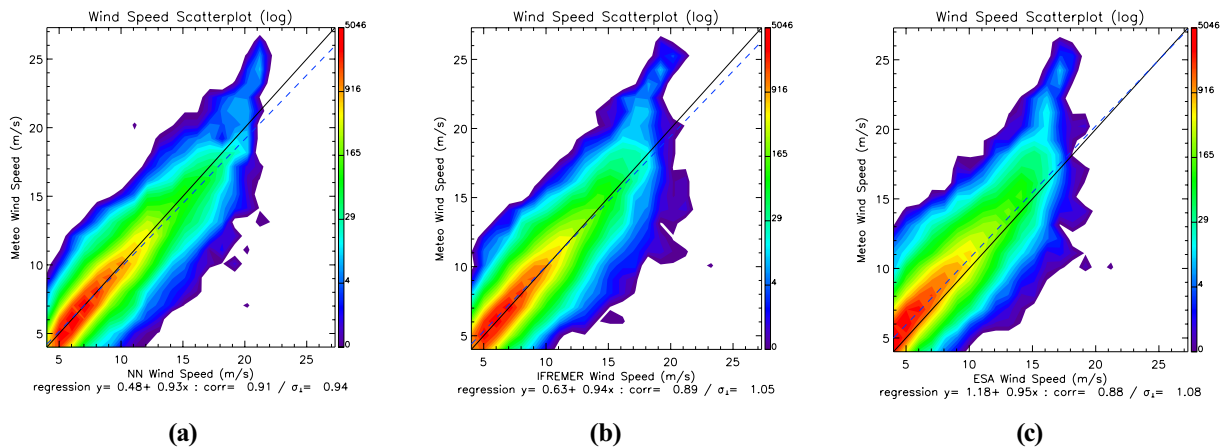 Wind Speed Scatterplot (log)
Meteo Wind Speed (m/s)
25
20
15
10
5
5 10 15 20 25
NN Wind Speed (m/s)
regression y= 0.48+ 0.93x : corr= 0.91 / σ⊥= 0.94
5046
916
165
29
4
0
(a)
Wind Speed Scatterplot (log)
Meteo Wind Speed (m/s)
25
20
15
10
5
5 10 15 20 25
IFREMER Wind Speed (m/s)
regression y= 0.63+ 0.94x : corr= 0.89 / σ⊥= 1.05
5046
916
165
29
4
0
(b)
Wind Speed Scatterplot (log)
Meteo Wind Speed (m/s)
25
20
15
10
5
5 10 15 20 25
ESA Wind Speed (m/s)
regression y= 1.18+ 0.95x : corr= 0.88 / σ⊥= 1.08
5046
916
165
29
4
0
(c)